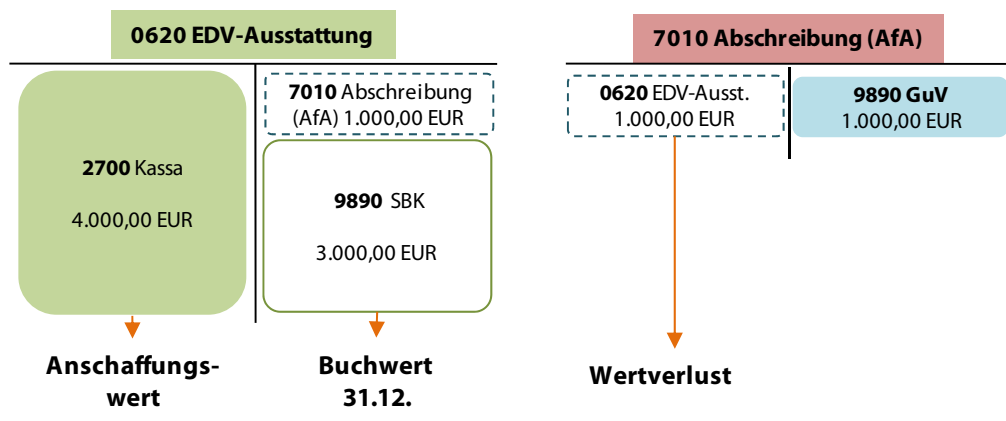 0620 EDV-Ausstattung
2700 Kassa
4.000,00 EUR
7010 Abschreibung
(AfA) 1.000,00 EUR
9890 SBK
3.000,00 EUR
Anschaffungs-
wert
Buchwert
31.12.
7010 Abschreibung (AfA)
0620 EDV-Ausst.
1.000,00 EUR
9890 GuV
1.000,00 EUR
Wertverlust